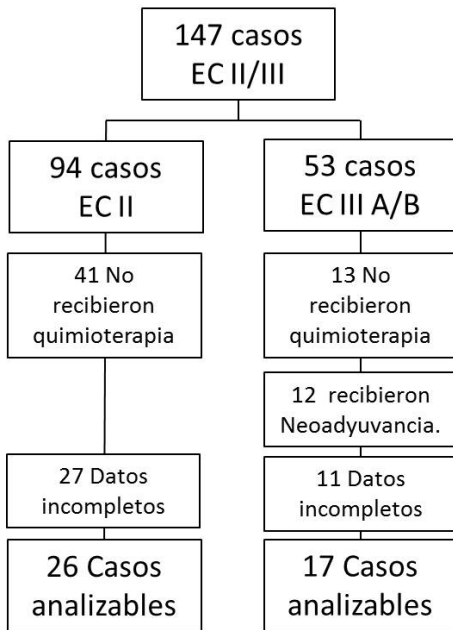 147 casos
EC II/III
94 casos
EC II
53 casos
EC III A/B
41 No
recibieron
quimioterapia
13 No
recibieron
quimioterapia
12 recibieron
Neoadyuvancia.
27 Datos
incompletos
11 Datos
incompletos
26 Casos
analizables
17 Casos
analizables